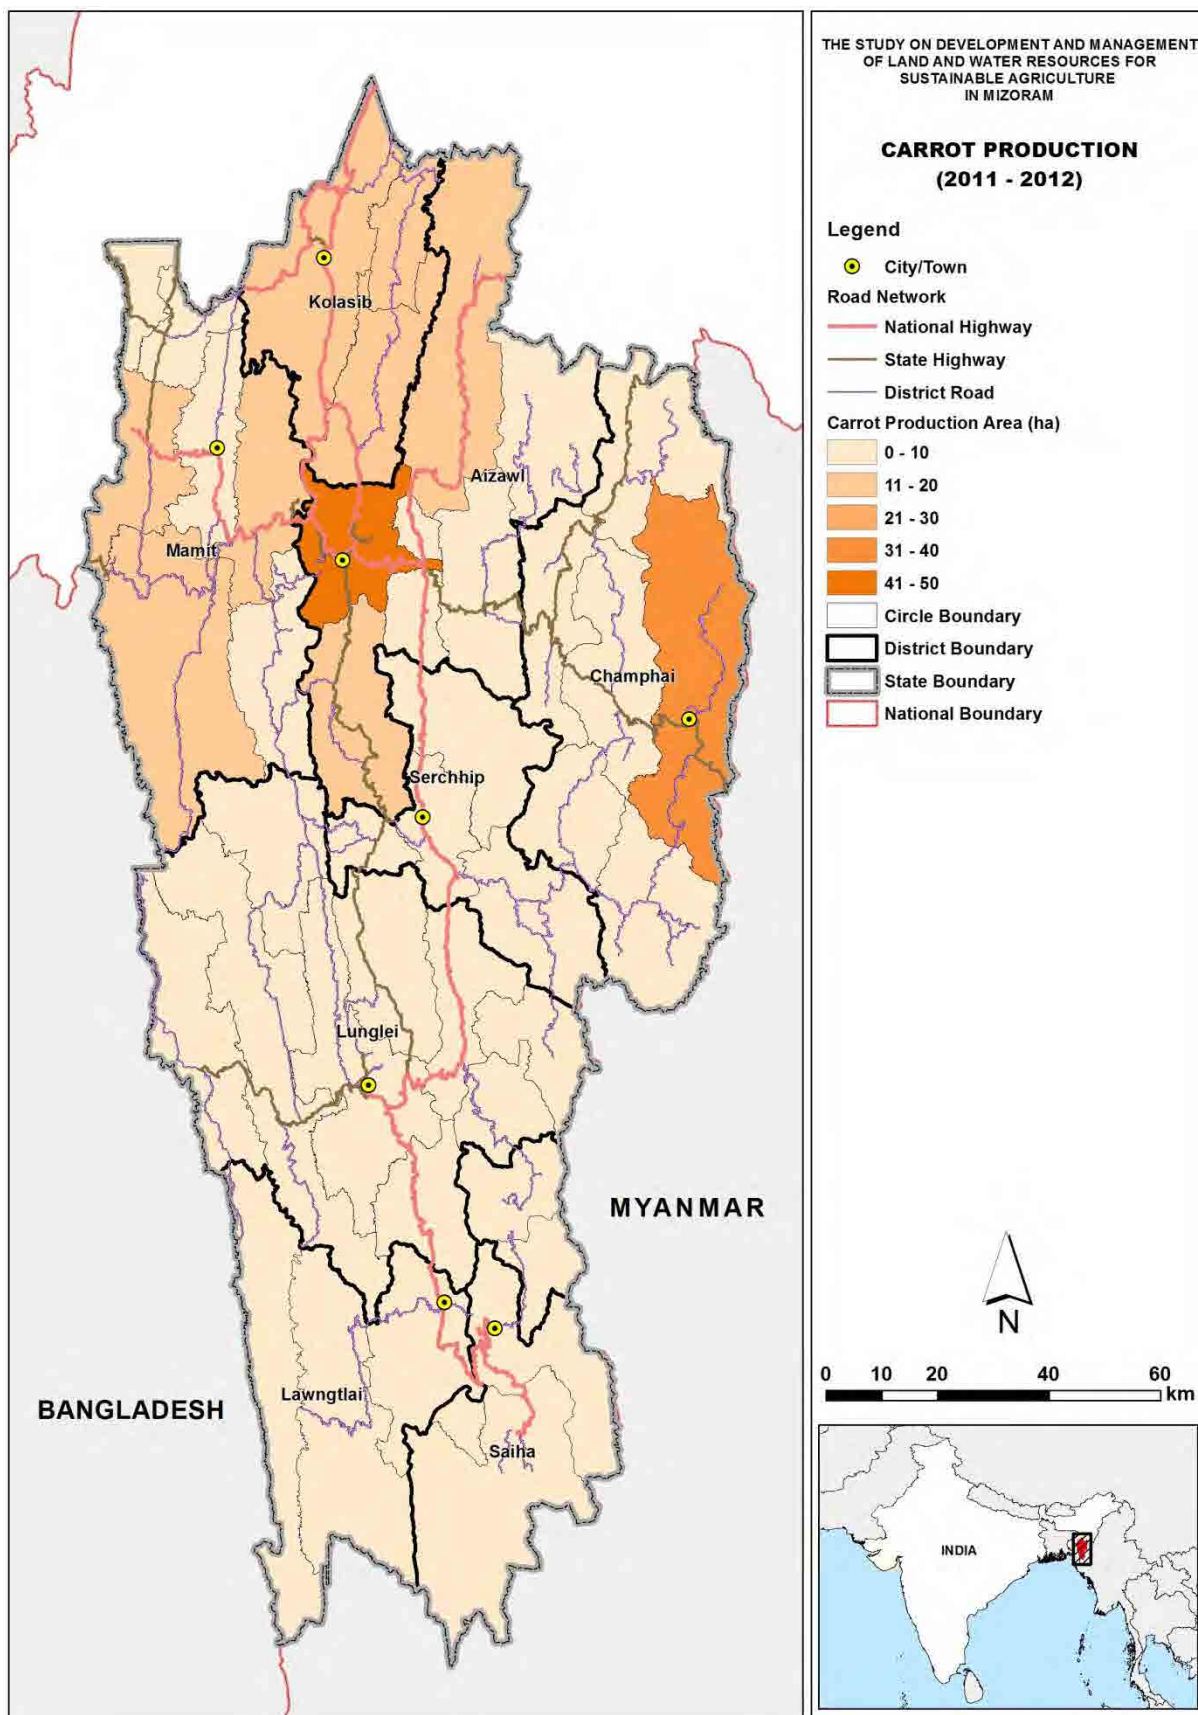 THE STUDY ON DEVELOPMENT AND MANAGEMENT
OF LAND AND WATER RESOURCES FOR
SUSTAINABLE AGRICULTURE
IN MIZORAM
CARROT PRODUCTION
(2011 - 2012)
Legend
City/Town
Road Network
National Highway
State Highway
District Road
Carrot Production Area (ha)
0 - 10
11 - 20
21 - 30
31 - 40
41 - 50
Circle Boundary
District Boundary
State Boundary
National Boundary
Kolasib
Aizawl
Mamit
Champhai
Serchhip
Lunglei
MYANMAR
Lawngtlai
BANGLADESH
Saiha
N
0 10 20 40 60
km
INDIA